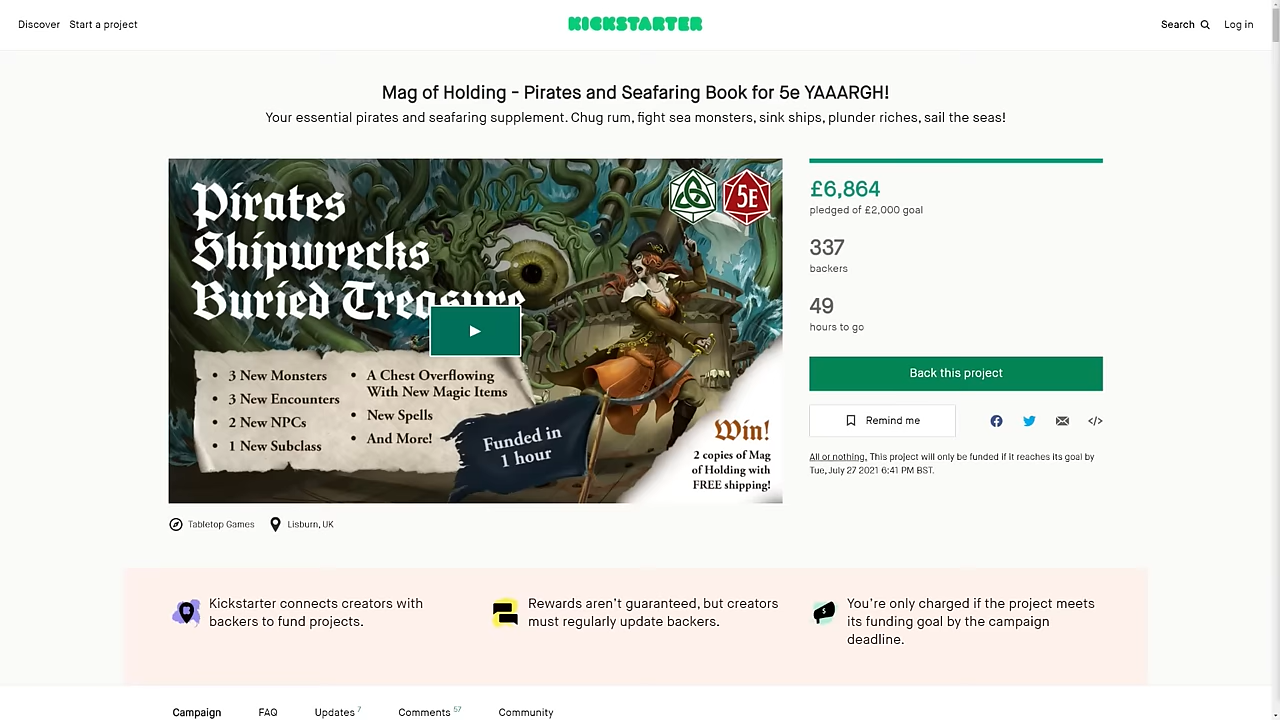 Discover Start a project
KICKSTARTER
Search Log in
Mag of Holding - Pirates and Seafaring Book for 5e YAAARGH!
Your essential pirates and seafaring supplement. Chug rum, fight sea monsters, sink ships, plunder riches, sail the seas!
Pirates
Shipwrecks
Buried Treasure
5E
• 3 New Monsters
• 3 New Encounters
• 2 New NPCs
• 1 New Subclass
• A Chest Overflowing
With New Magic Items
• New Spells
• And More!
Funded in
1 hour
Win!
2 copies of Mag
of Holding with
FREE shipping!
£6,864
pledged of £2,000 goal
337
backers
49
hours to go
Back this project
Remind me
All or nothing. This project will only be funded if it reaches its goal by
Tue, July 27 2021 6:41 PM BST.
Tabletop Games Lisburn, UK
Kickstarter connects creators with
backers to fund projects.
Rewards aren't guaranteed, but creators
must regularly update backers.
You're only charged if the project meets
its funding goal by the campaign
deadline.
Campaign FAQ Updates 7 Comments 57 Community